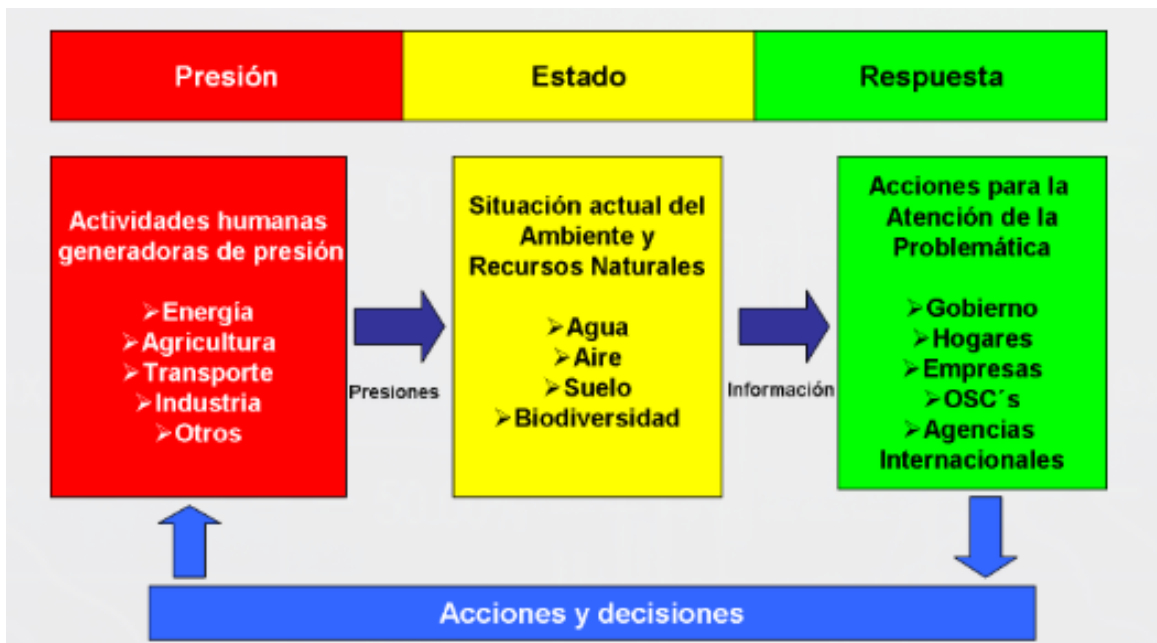 Presión
Estado
Respuesta
Actividades humanas
generadoras de presión
➢Energía
➢Agricultura
➢Transporte
➢Industria
➢Otros
Presiones
Situación actual del
Ambiente y
Recursos Naturales
➢Agua
➢Aire
➢Suelo
➢Biodiversidad
Información
Acciones para la
Atención de la
Problemática
➢Gobierno
➢Hogares
➢Empresas
➢OSC´s
➢Agencias
Internacionales
Acciones y decisiones